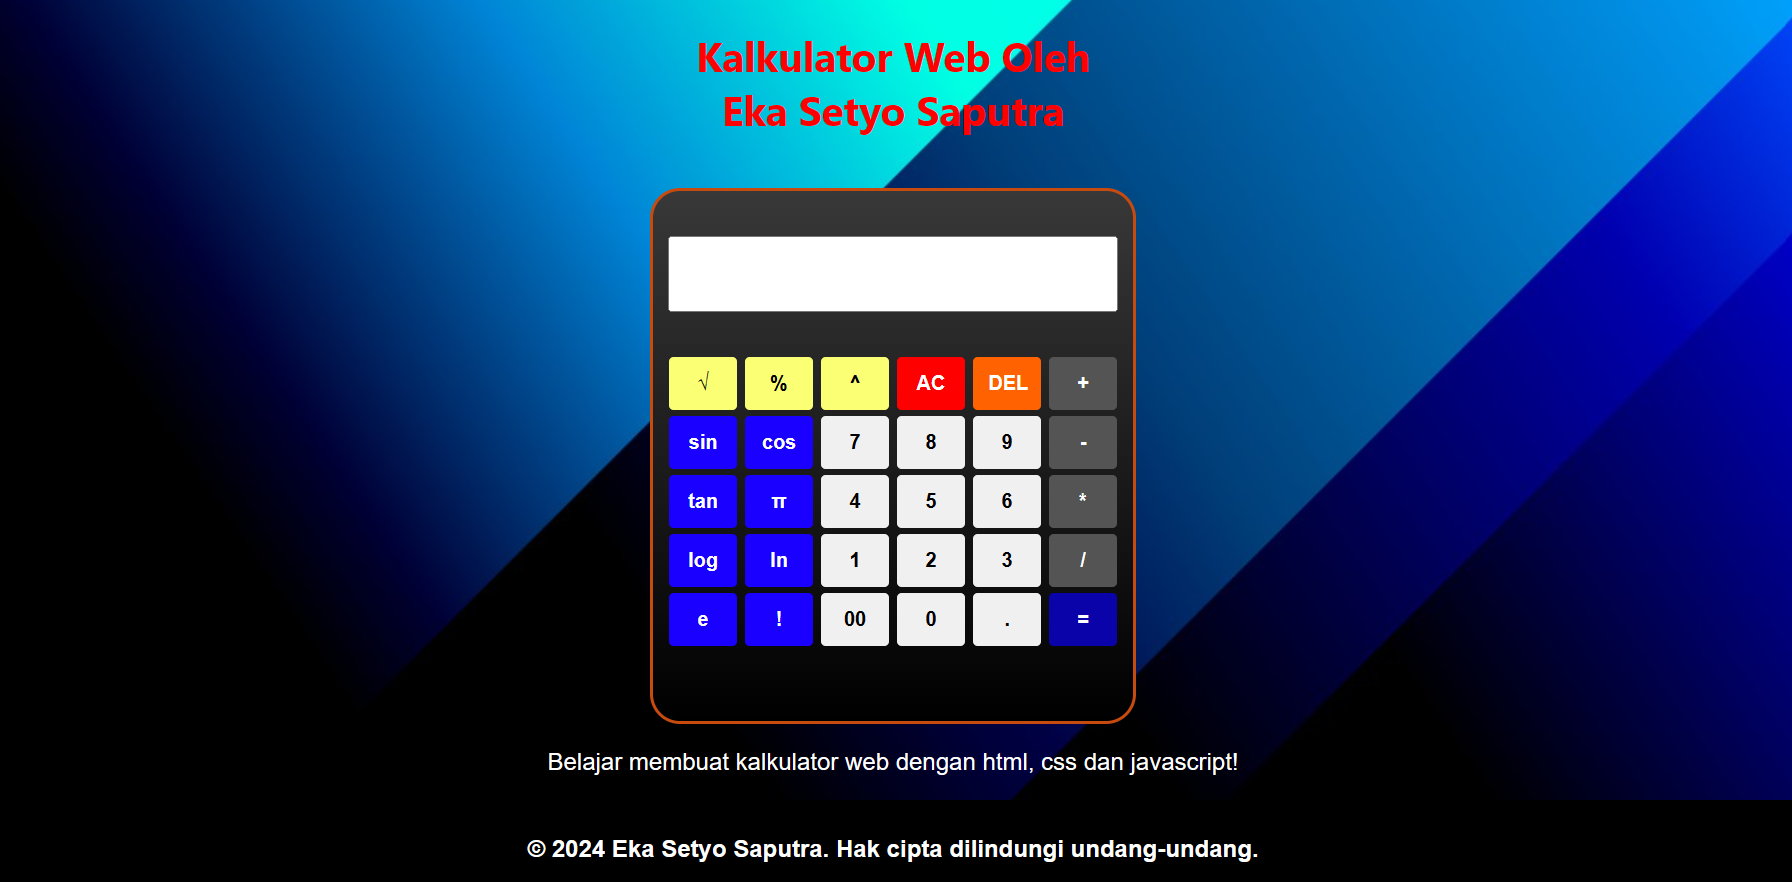 Kalkulator Web Oleh
Eka Setyo Saputra
√ % ^ AC DEL +
sin cos 7 8 9 -
tan π 4 5 6 *
log ln 1 2 3 /
e ! 00 0 . =
Belajar membuat kalkulator web dengan html, css dan javascript!
© 2024 Eka Setyo Saputra. Hak cipta dilindungi undang-undang.